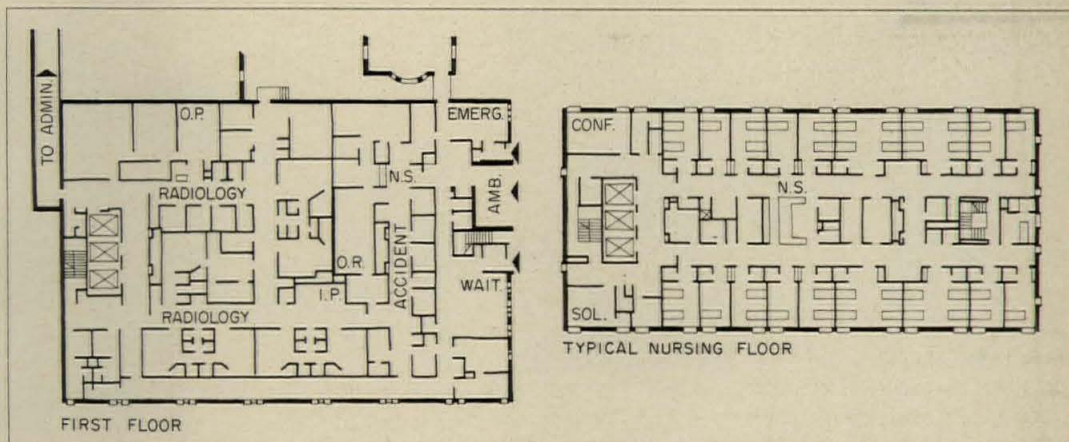 TO ADMIN.
O.P.
EMERG.
RADIOLOGY
N.S.
AMB.
ACCIDENT
O.R.
WAIT.
I.P.
RADIOLOGY
FIRST FLOOR
CONF.
N.S.
SOL.
TYPICAL NURSING FLOOR